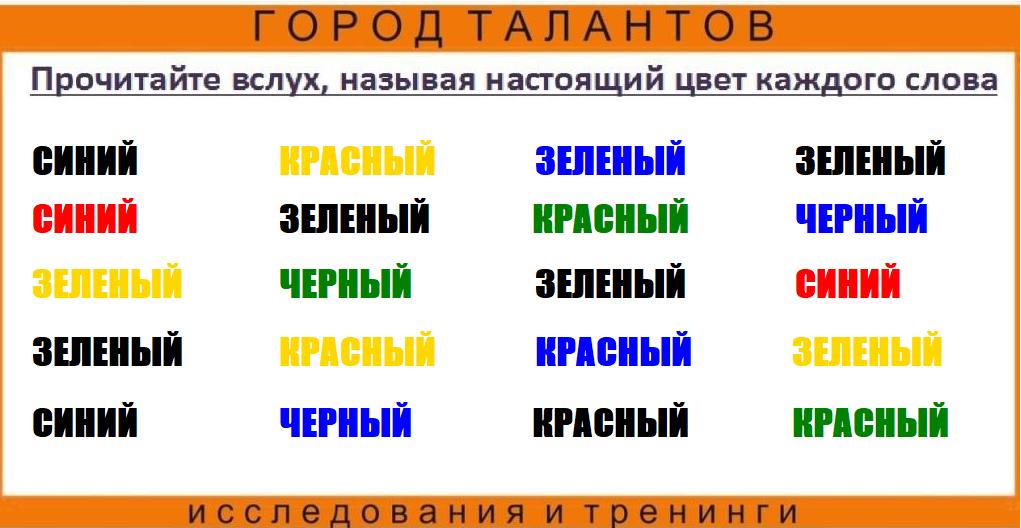 ГОРОД ТАЛАНТОВ
Прочитайте вслух, называя настоящий цвет каждого слова
СИНИЙ КРАСНЫЙ ЗЕЛЕНЫЙ ЗЕЛЕНЫЙ
СИНИЙ ЗЕЛЕНЫЙ КРАСНЫЙ ЧЕРНЫЙ
ЗЕЛЕНЫЙ ЧЕРНЫЙ ЗЕЛЕНЫЙ СИНИЙ
ЗЕЛЕНЫЙ КРАСНЫЙ КРАСНЫЙ ЗЕЛЕНЫЙ
СИНИЙ ЧЕРНЫЙ КРАСНЫЙ КРАСНЫЙ
исследования и тренинги